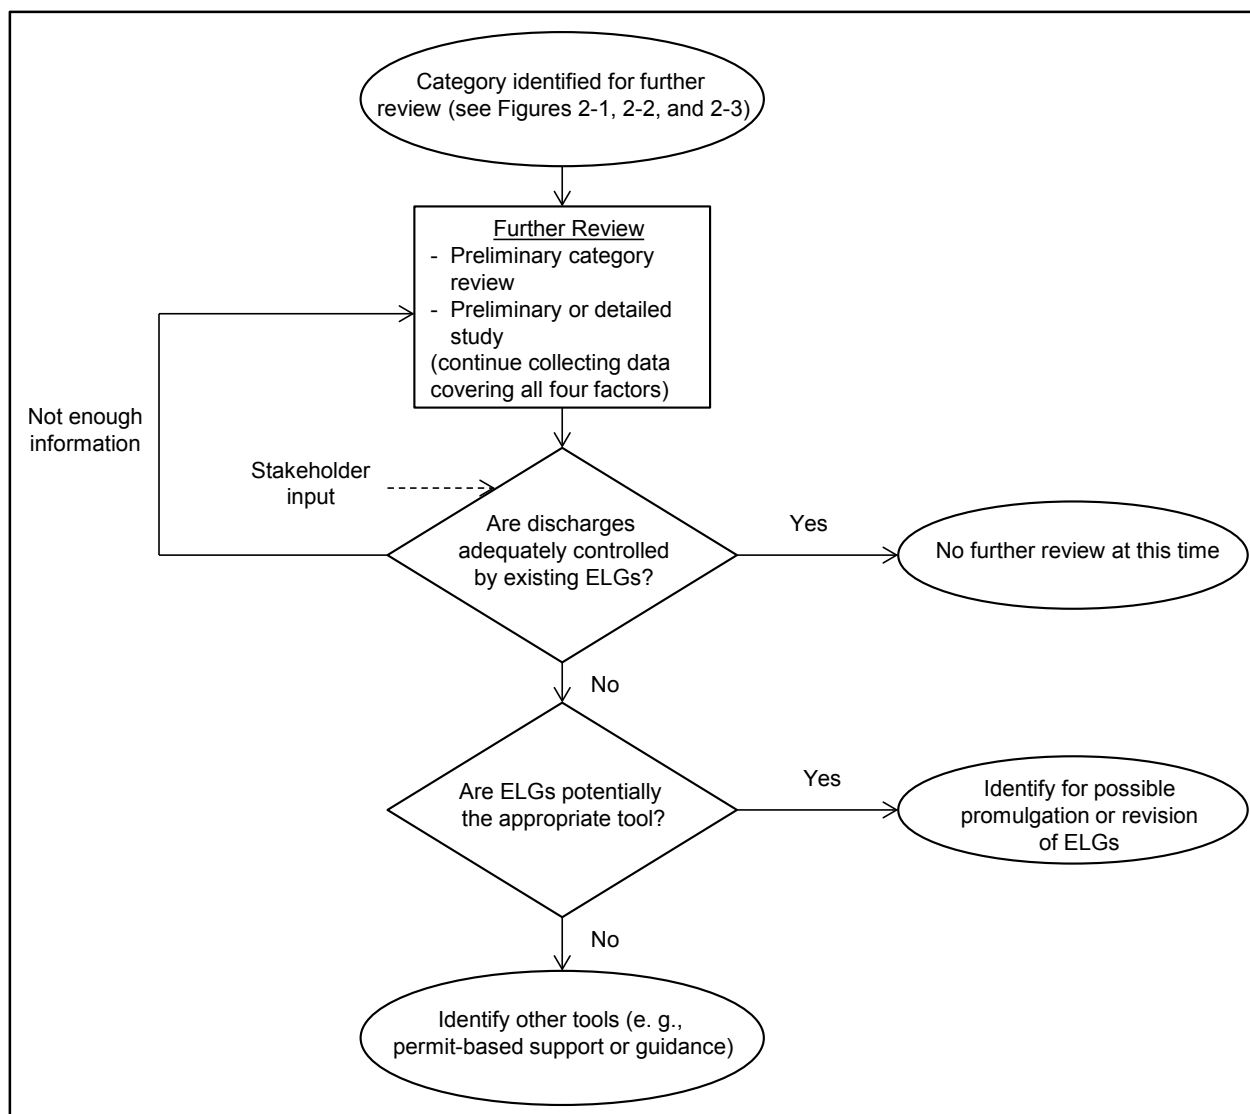 Category identified for further
review (see Figures 2-1, 2-2, and 2-3)
Further Review
- Preliminary category
review
- Preliminary or detailed
study
(continue collecting data
covering all four factors)
Not enough
information
Stakeholder
input
Are discharges
adequately controlled
by existing ELGs?
Yes
No further review at this time
No
Are ELGs potentially
the appropriate tool?
Yes
Identify for possible
promulgation or revision
of ELGs
No
Identify other tools (e. g.,
permit-based support or guidance)